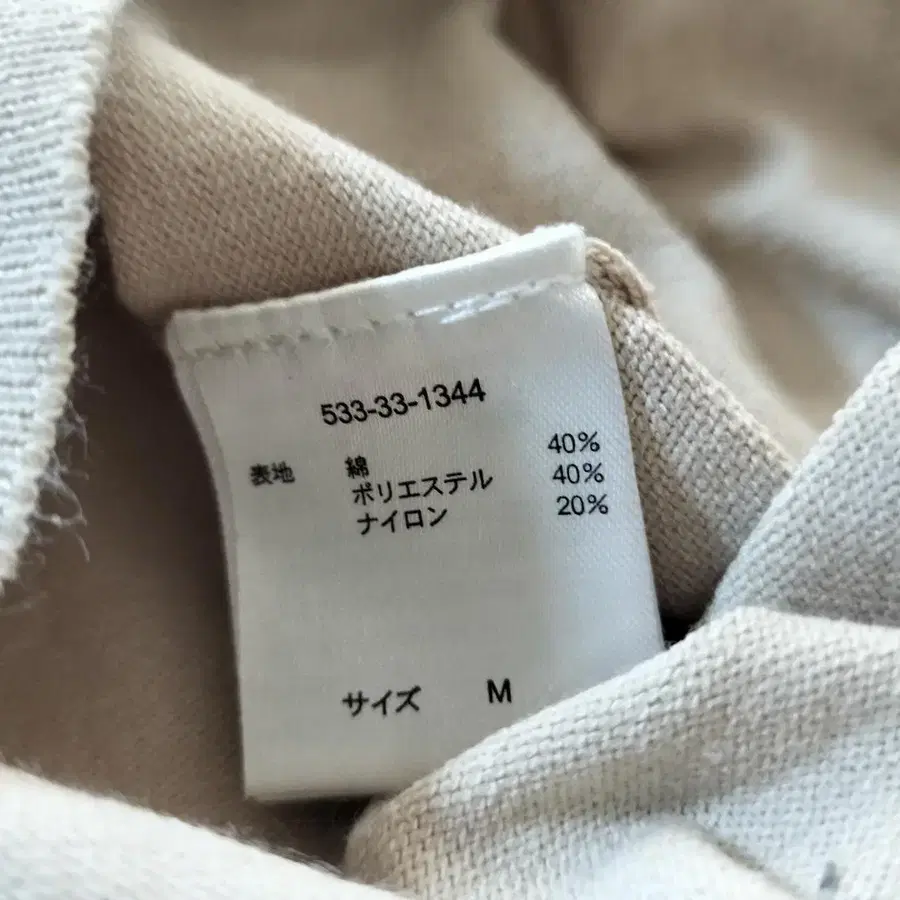 533-33-1344
表地 綿 40%
ポリエステル 40%
ナイロン 20%
サイズ M